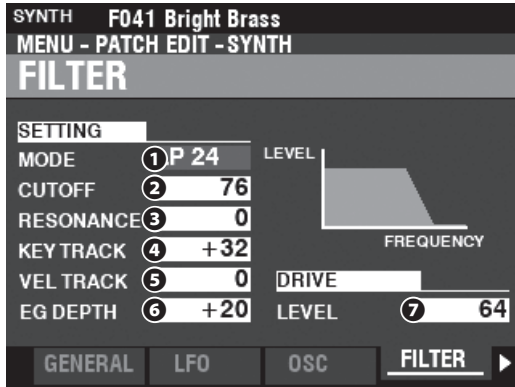 SYNTH F041 Bright Brass
MENU - PATCH EDIT - SYNTH
FILTER
SETTING
MODE 1 P 24
CUTOFF 2 76
RESONANCE 3 0
KEY TRACK 4 +32
VEL TRACK 5 0
EG DEPTH 6 +20
LEVEL
FREQUENCY
DRIVE
LEVEL 7 64
GENERAL LFO OSC FILTER